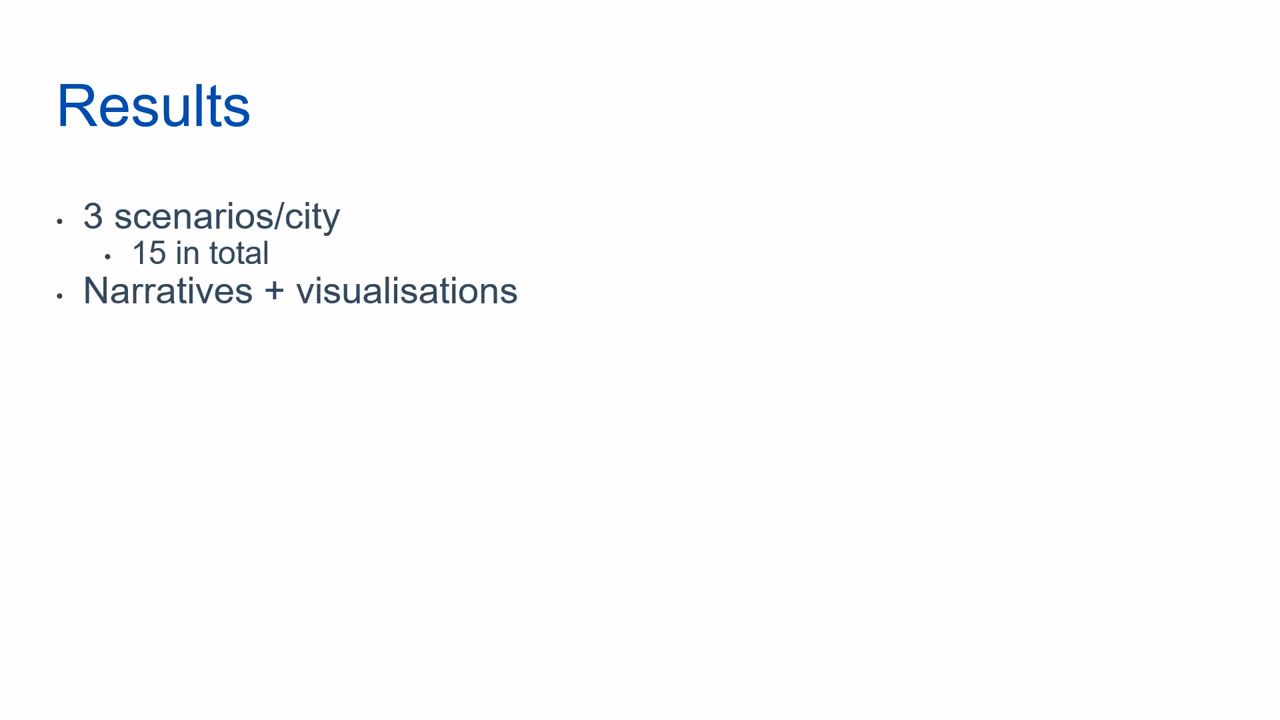 Results
• 3 scenarios/city
• 15 in total
• Narratives + visualisations